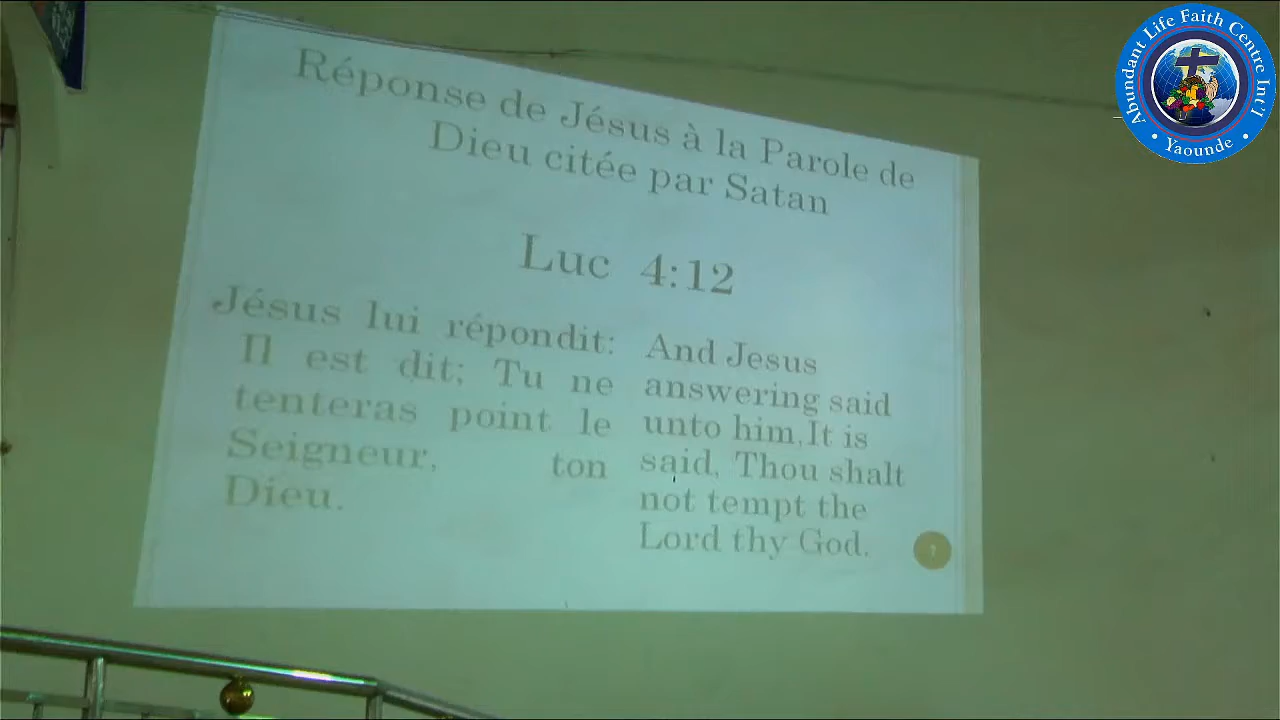 Réponse de Jésus à la Parole de
Dieu citée par Satan
Luc 4:12
Jésus lui répondit:
Il est dit; Tu ne
tenteras point le
Seigneur, ton
Dieu.
And Jesus
answering said
unto him,It is
said, Thou shalt
not tempt the
Lord thy God.
Abundant Life Faith Centre Int'l
• Yaounde •